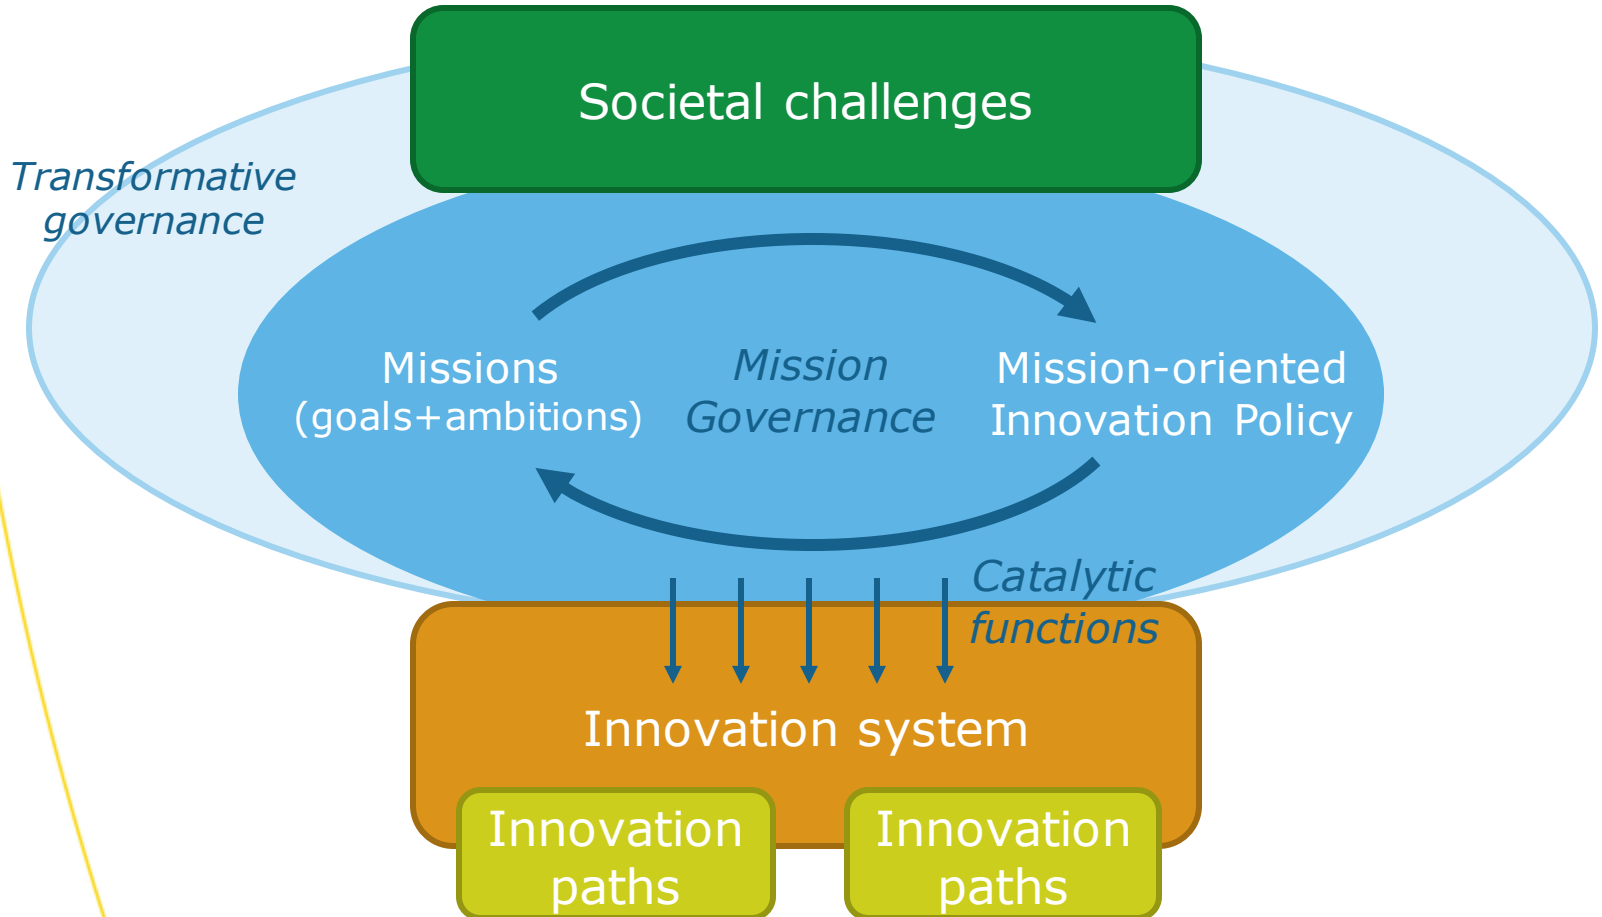 Societal challenges
Transformative
governance
Missions
(goals+ambitions)
Mission
Governance
Mission-oriented
Innovation Policy
Catalytic
functions
Innovation system
Innovation
paths
Innovation
paths